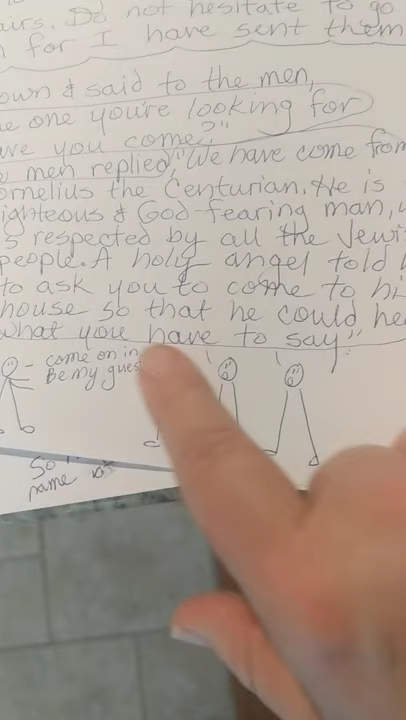 urs. Do not hesitate to go
for I have sent them
own & said to the men,
e one you're looking for
ave you come?"
men replied, "We have come from
ornelius the Centurian. He is
ighteous & God-fearing man,
s respected by all the Jewi
people. A holy angel told
to ask you to come to hi
house so that he could he
what you have to say"
- come on in
Be my gues
So
name